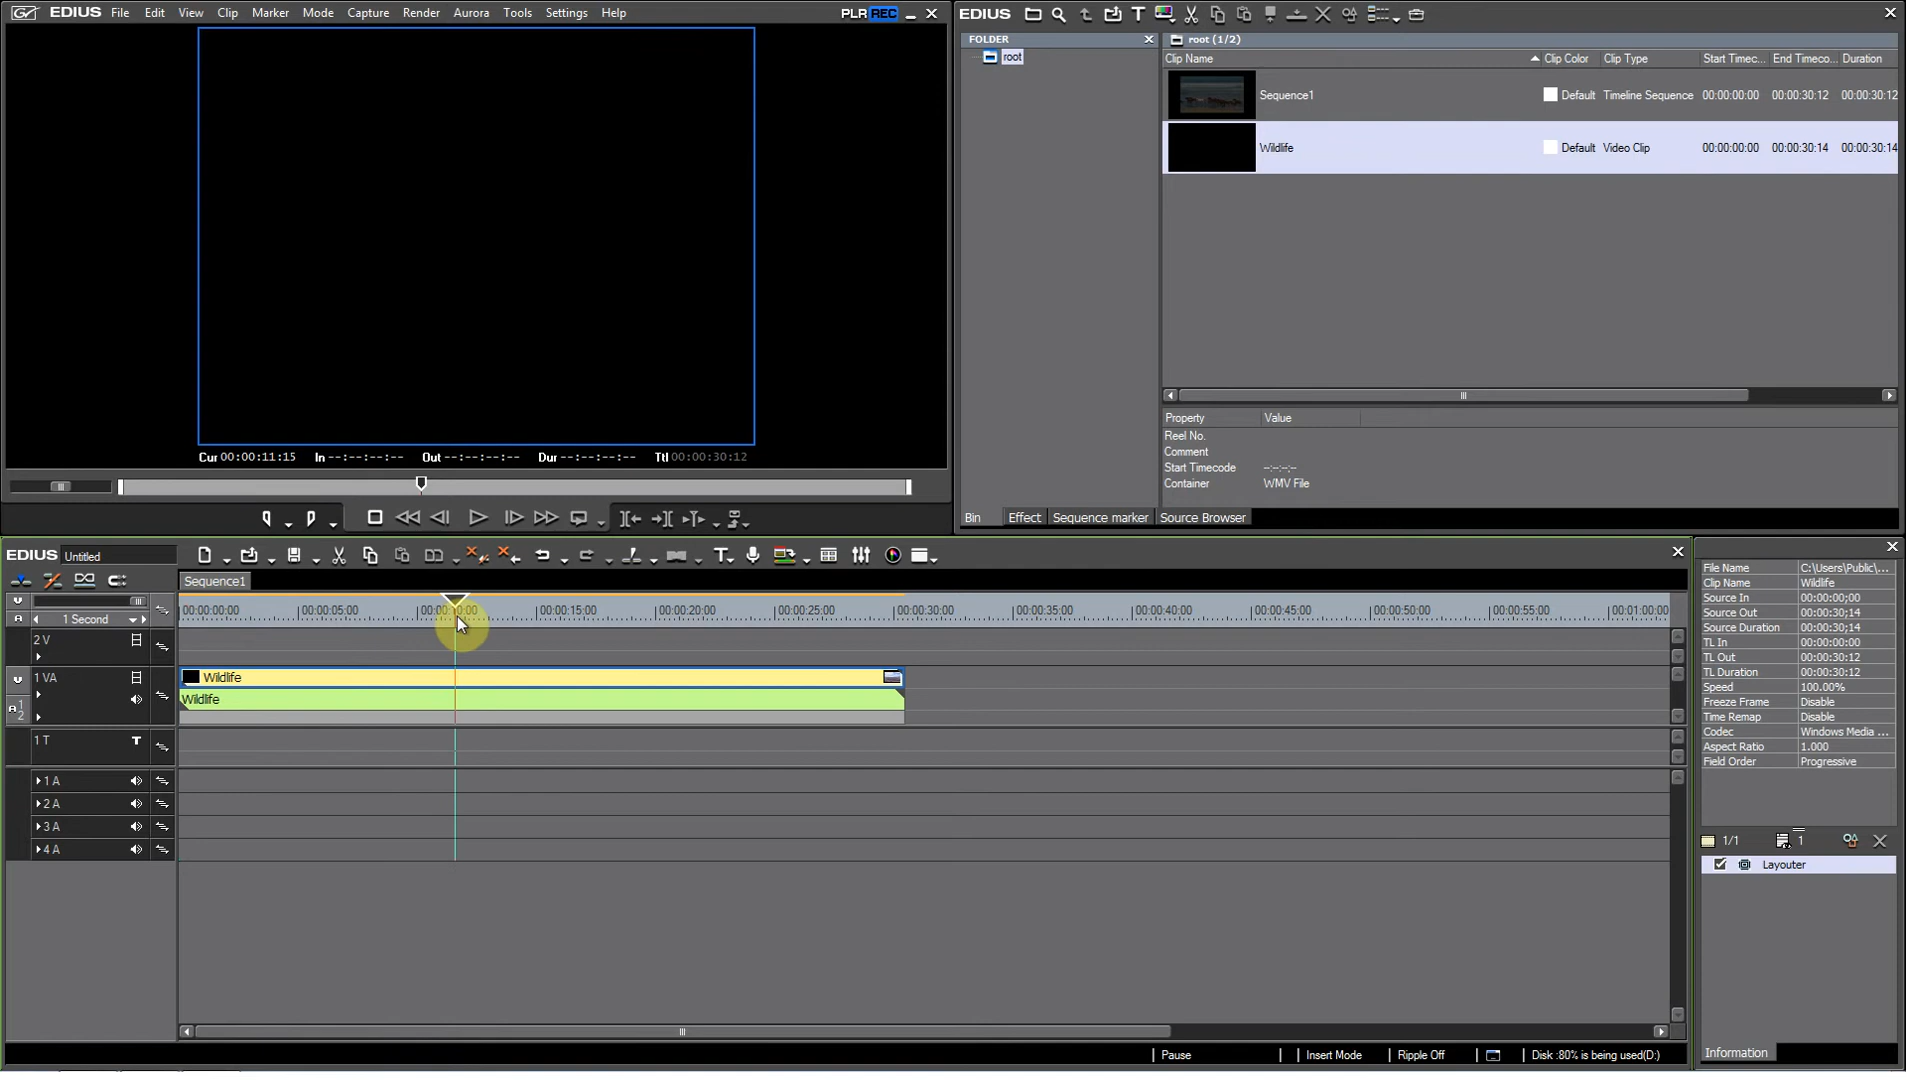 EDIUS File Edit View Clip Marker Mode Capture Render Aurora Tools Settings Help PLR REC
Cur 00:00:11:15 In --:--:--:-- Out --:--:--:-- Dur --:--:--:-- Ttl 00:00:30:12
EDIUS
FOLDER
root
root (1/2)
Clip Name Clip Color Clip Type Start Timec... End Timeco... Duration
Sequence1 Default Timeline Sequence 00:00:00:00 00:00:30:12 00:00:30:12
Wildlife Default Video Clip 00:00:00:00 00:00:30:14 00:00:30:14
Property Value
Reel No.
Comment
Start Timecode --:--:--:--
Container WMV File
Bin Effect Sequence marker Source Browser
EDIUS Untitled
Sequence1
00:00:00:00 00:00:05:00 00:00:10:00 00:00:15:00 00:00:20:00 00:00:25:00 00:00:30:00 00:00:35:00 00:00:40:00 00:00:45:00 00:00:50:00 00:00:55:00 00:01:00:00
1 Second
2 V
1 VA Wildlife
Wildlife
1
2
1 T T
1 A
2 A
3 A
4 A
Pause Insert Mode Ripple Off Disk :80% is being used(D:)
File Name C:\Users\Public\...
Clip Name Wildlife
Source In 00:00:00;00
Source Out 00:00:30;14
Source Duration 00:00:30;14
TL In 00:00:00:00
TL Out 00:00:30:12
TL Duration 00:00:30:12
Speed 100.00%
Freeze Frame Disable
Time Remap Disable
Codec Windows Media ...
Aspect Ratio 1.000
Field Order Progressive
1/1 1
Layouter
Information